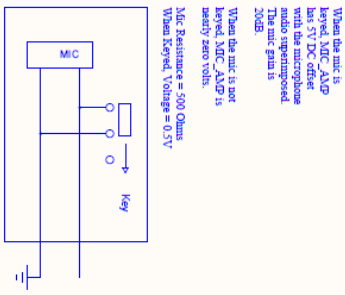 When the mic is
keyed, MIC_AMP
has 5V DC offset
with the microphone
audio superimposed.
The mic gain is
20dB.
When the mic is not
keyed, MIC_AMP is
nearly zero volts.
Mic Resistance = 500 Ohms
When Keyed, Voltage = 0.5V
MIC
Key